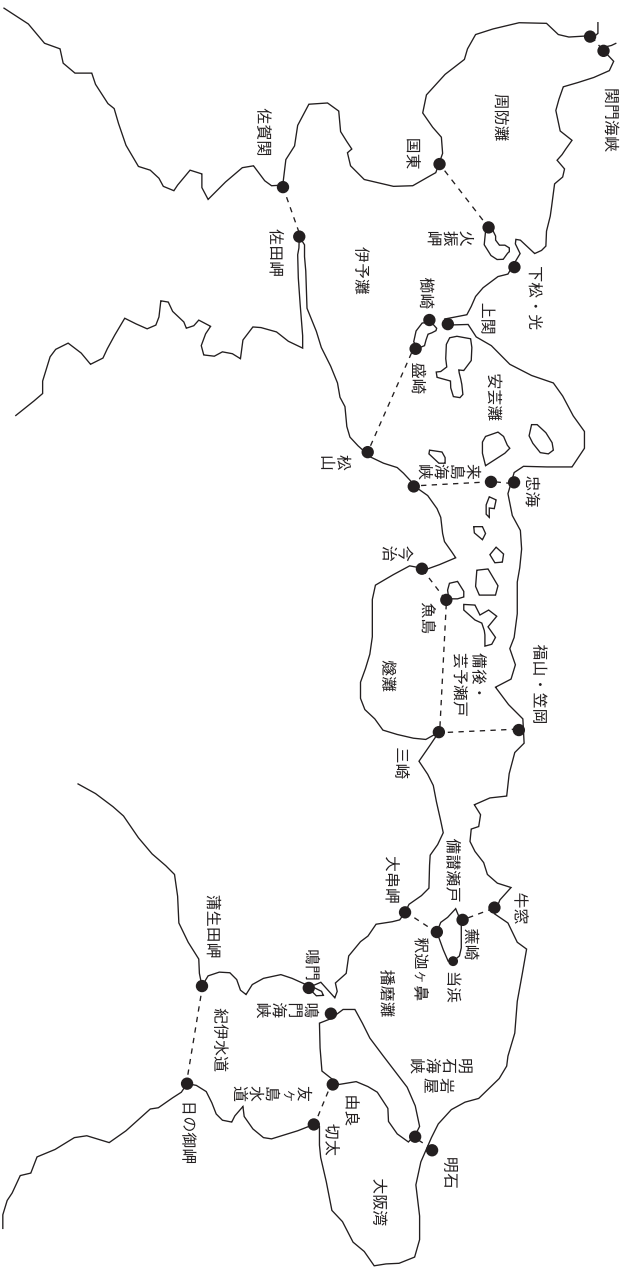 関門海峡
周防灘
国東
火振岬
下松・光
佐賀関
佐田岬
伊予灘
櫛崎
上関
盛崎
安芸灘
松山
来島海峡
忠海
今治
魚島
燧灘
備後・
芸予瀬戸
福山・笠岡
三崎
備讃瀬戸
大串岬
牛窓
蕪崎
釈迦ヶ鼻
当浜
播磨灘
蒲生田岬
鳴門
鳴門海峡
紀伊水道
日の御岬
友ヶ島水道
由良
切太
明石海峡
岩屋
明石
大阪湾